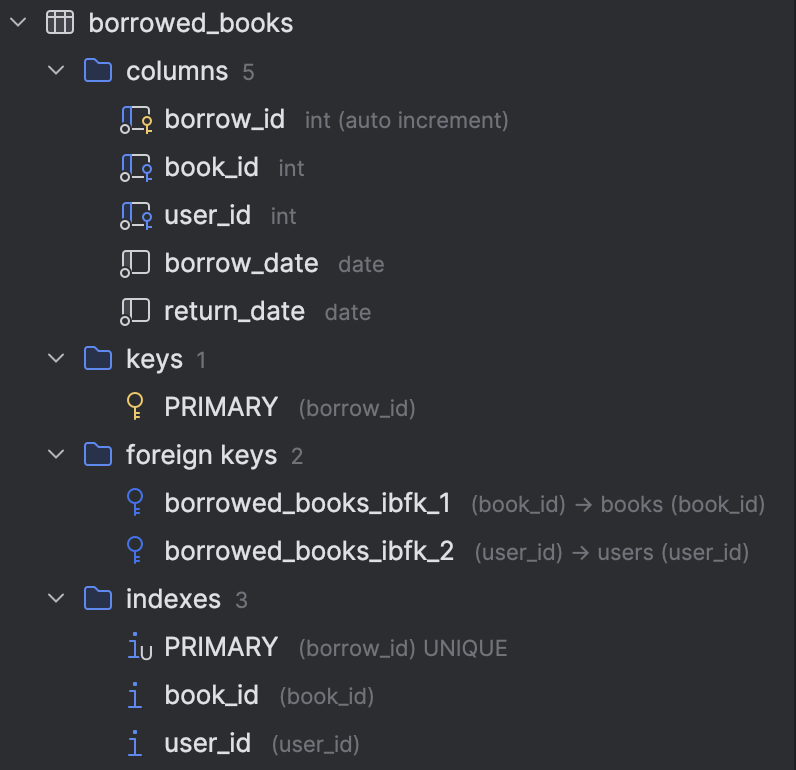 borrowed_books
columns 5
borrow_id int (auto increment)
book_id int
user_id int
borrow_date date
return_date date
keys 1
PRIMARY (borrow_id)
foreign keys 2
borrowed_books_ibfk_1 (book_id) → books (book_id)
borrowed_books_ibfk_2 (user_id) → users (user_id)
indexes 3
PRIMARY (borrow_id) UNIQUE
book_id (book_id)
user_id (user_id)